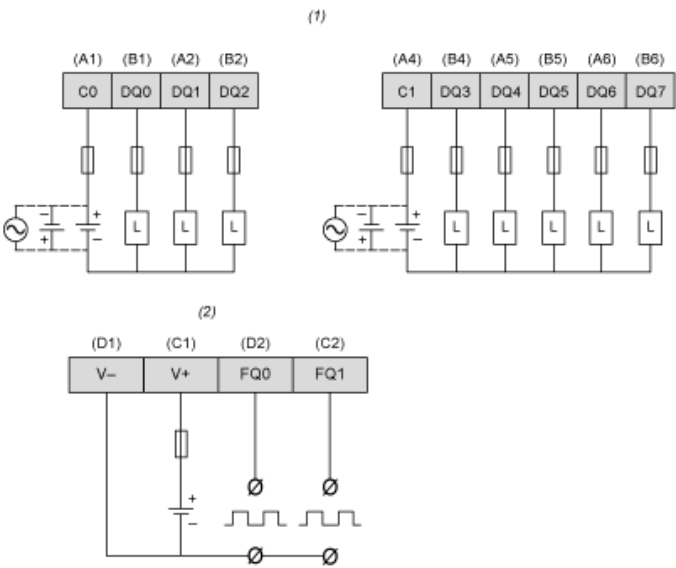 (1)
(A1) (B1) (A2) (B2) (A4) (B4) (A5) (B5) (A6) (B6)
C0 DQ0 DQ1 DQ2 C1 DQ3 DQ4 DQ5 DQ6 DQ7
− + − +
+ − L L L + − L L L L L
(2)
(D1) (C1) (D2) (C2)
V− V+ FQ0 FQ1
+
−